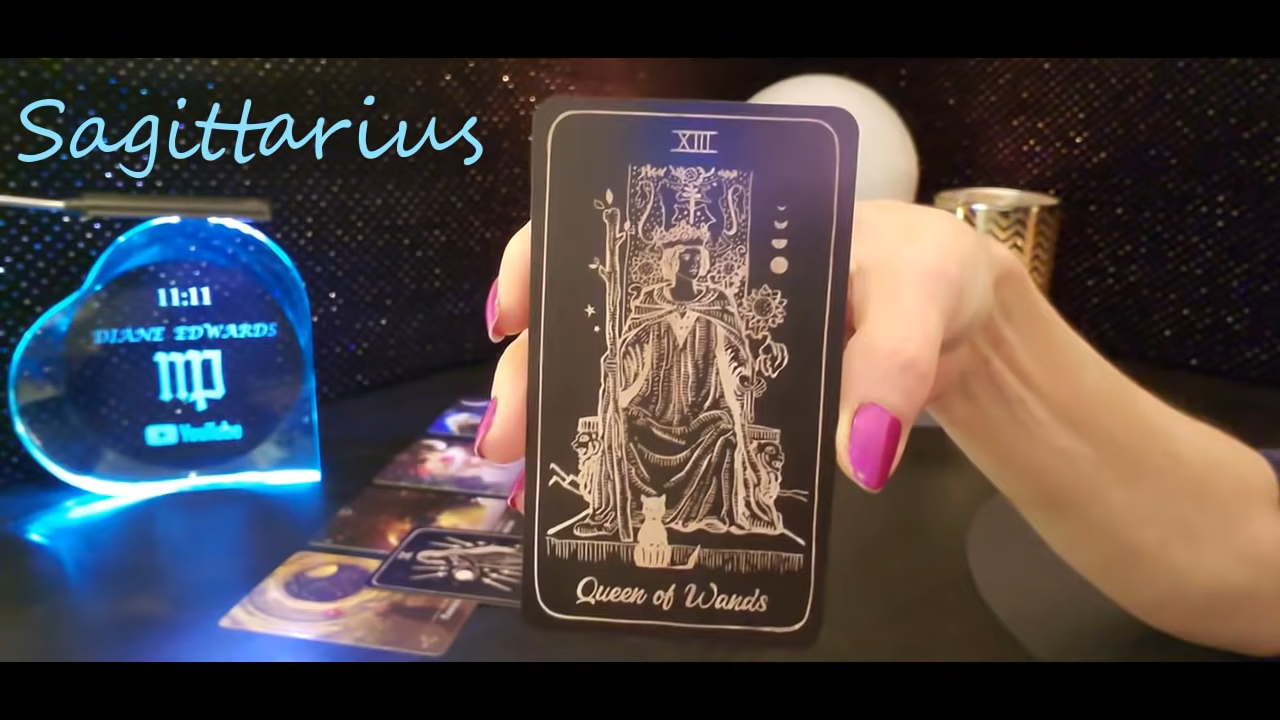 Sagittarius
XIII
11:11
DIANE EDWARDS
YouTube
Queen of Wands